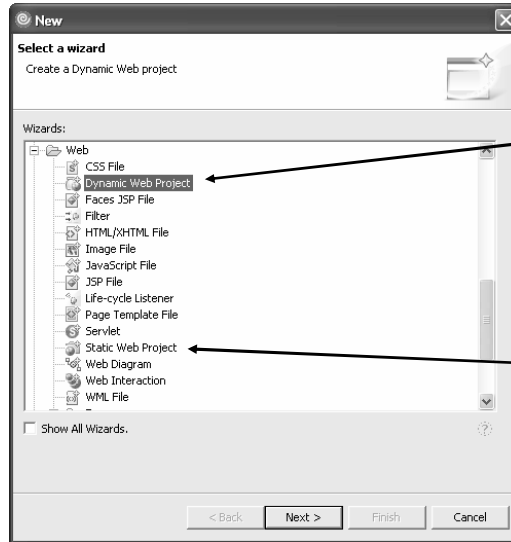 New
Select a wizard
Create a Dynamic Web project
Wizards:
Web
CSS File
Dynamic Web Project
Faces JSP File
Filter
HTML/XHTML File
Image File
JavaScript File
JSP File
Life-cycle Listener
Page Template File
Servlet
Static Web Project
Web Diagram
Web Interaction
WML File
Show All Wizards.
< Back Next > Finish Cancel